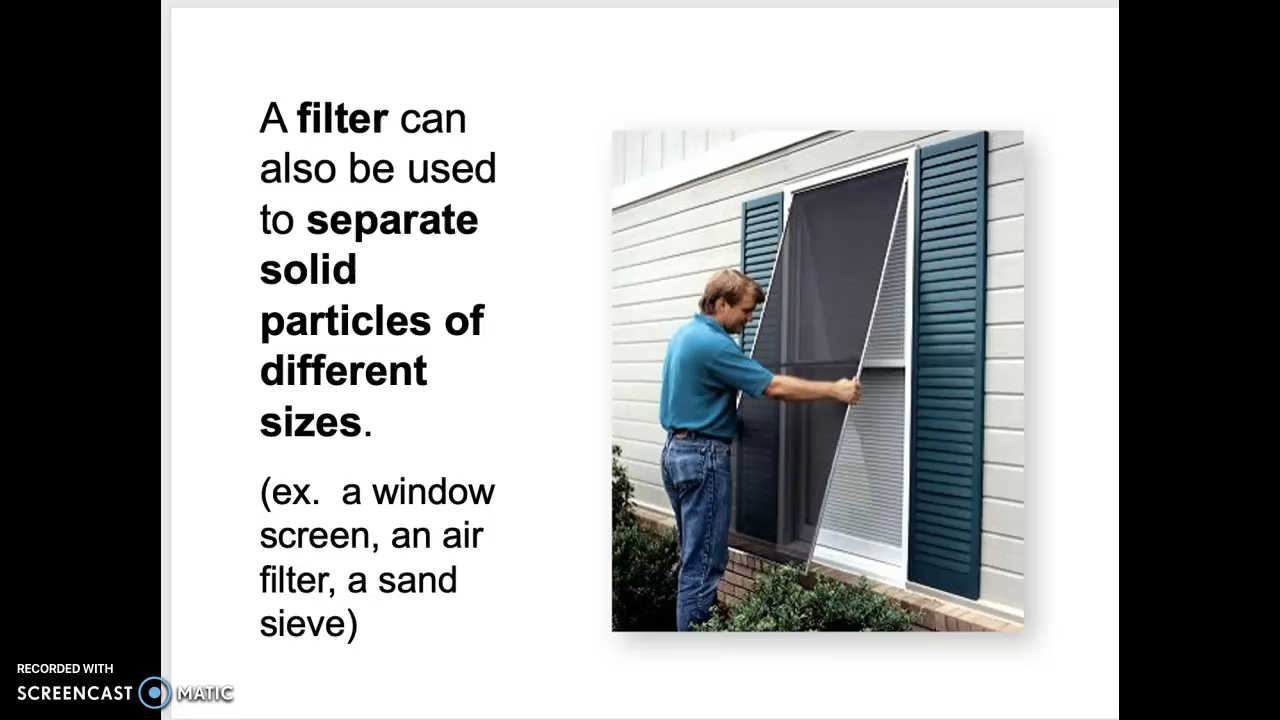 A filter can
also be used
to separate
solid
particles of
different
sizes.
(ex.  a window
screen, an air
filter, a sand
sieve)
RECORDED WITH
SCREENCAST MATIC